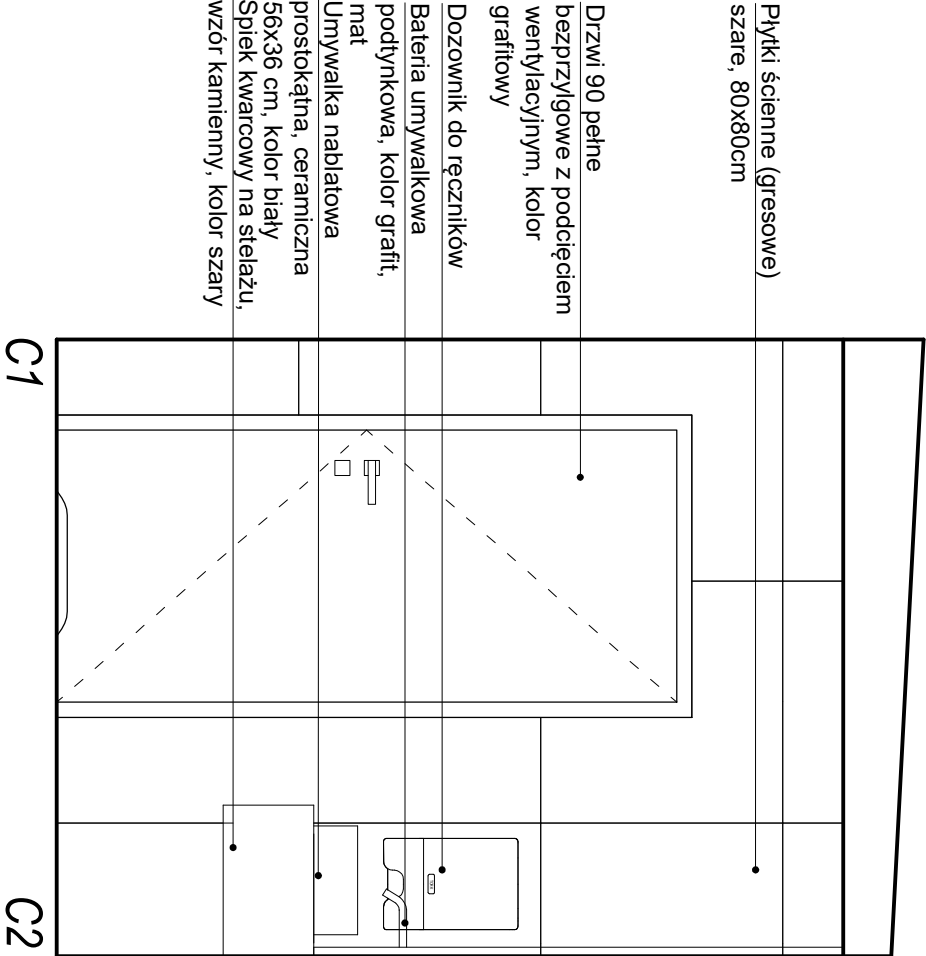 Płytki ścienne (gresowe)
szare, 80x80cm
Drzwi 90 pełne
bezprzylgowe z podcięciem
wentylacyjnym, kolor
grafitowy
Dozownik do ręczników
Bateria umywalkowa
podtynkowa, kolor grafit,
mat
Umywalka nablatowa
prostokątna, ceramiczna
56x36 cm, kolor biały
Spiek kwarcowy na stelażu,
wzór kamienny, kolor szary
C1
C2